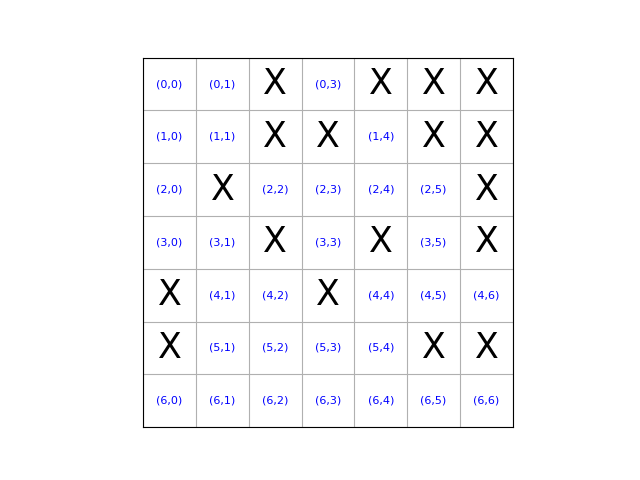 (0,0) (0,1) X (0,3) X X X
(1,0) (1,1) X X (1,4) X X
(2,0) X (2,2) (2,3) (2,4) (2,5) X
(3,0) (3,1) X (3,3) X (3,5) X
X (4,1) (4,2) X (4,4) (4,5) (4,6)
X (5,1) (5,2) (5,3) (5,4) X X
(6,0) (6,1) (6,2) (6,3) (6,4) (6,5) (6,6)